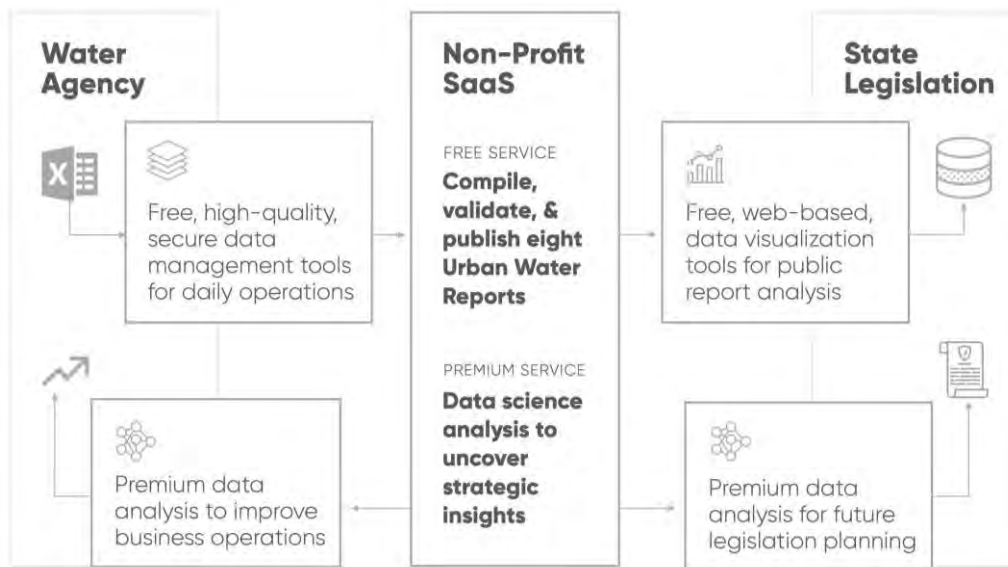 Water
Agency
X
Free, high-quality,
secure data
management tools
for daily operations
Premium data
analysis to improve
business operations
Non-Profit
SaaS
FREE SERVICE
Compile,
validate, &
publish eight
Urban Water
Reports
PREMIUM SERVICE
Data science
analysis to
uncover
strategic
insights
State
Legislation
Free, web-based,
data visualization
tools for public
report analysis
Premium data
analysis for future
legislation planning